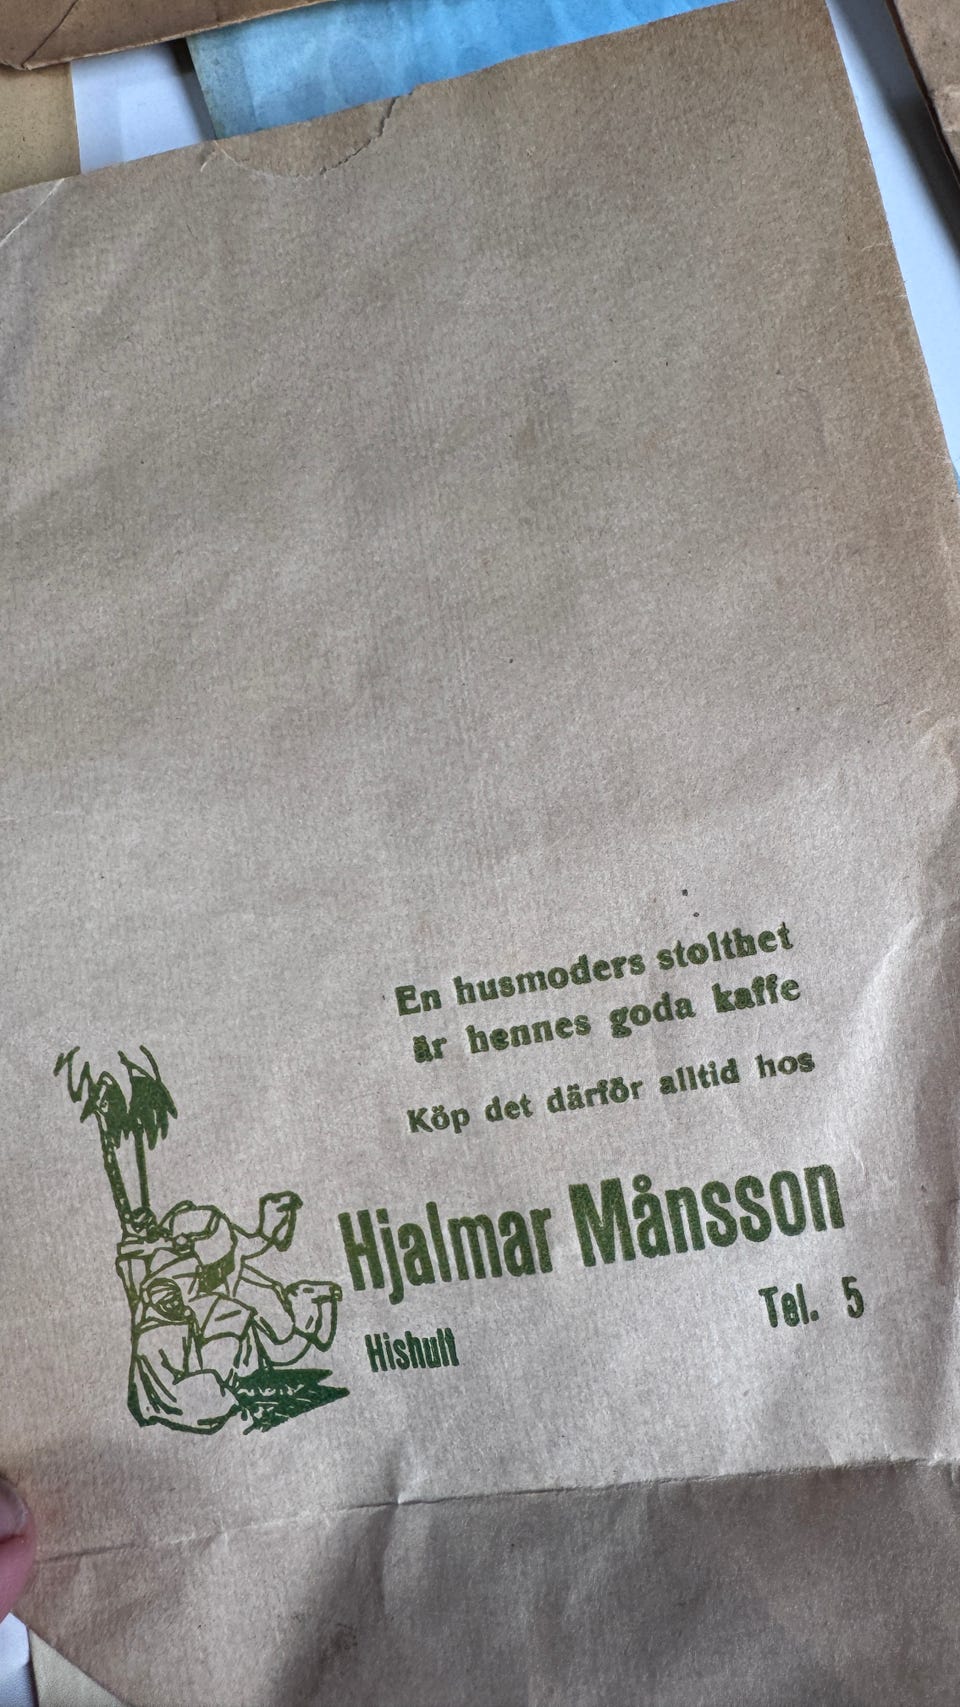 En husmoders stolthet
är hennes goda kaffe
Köp det därför alltid hos
Hjalmar Månsson
Hishult Tel. 5